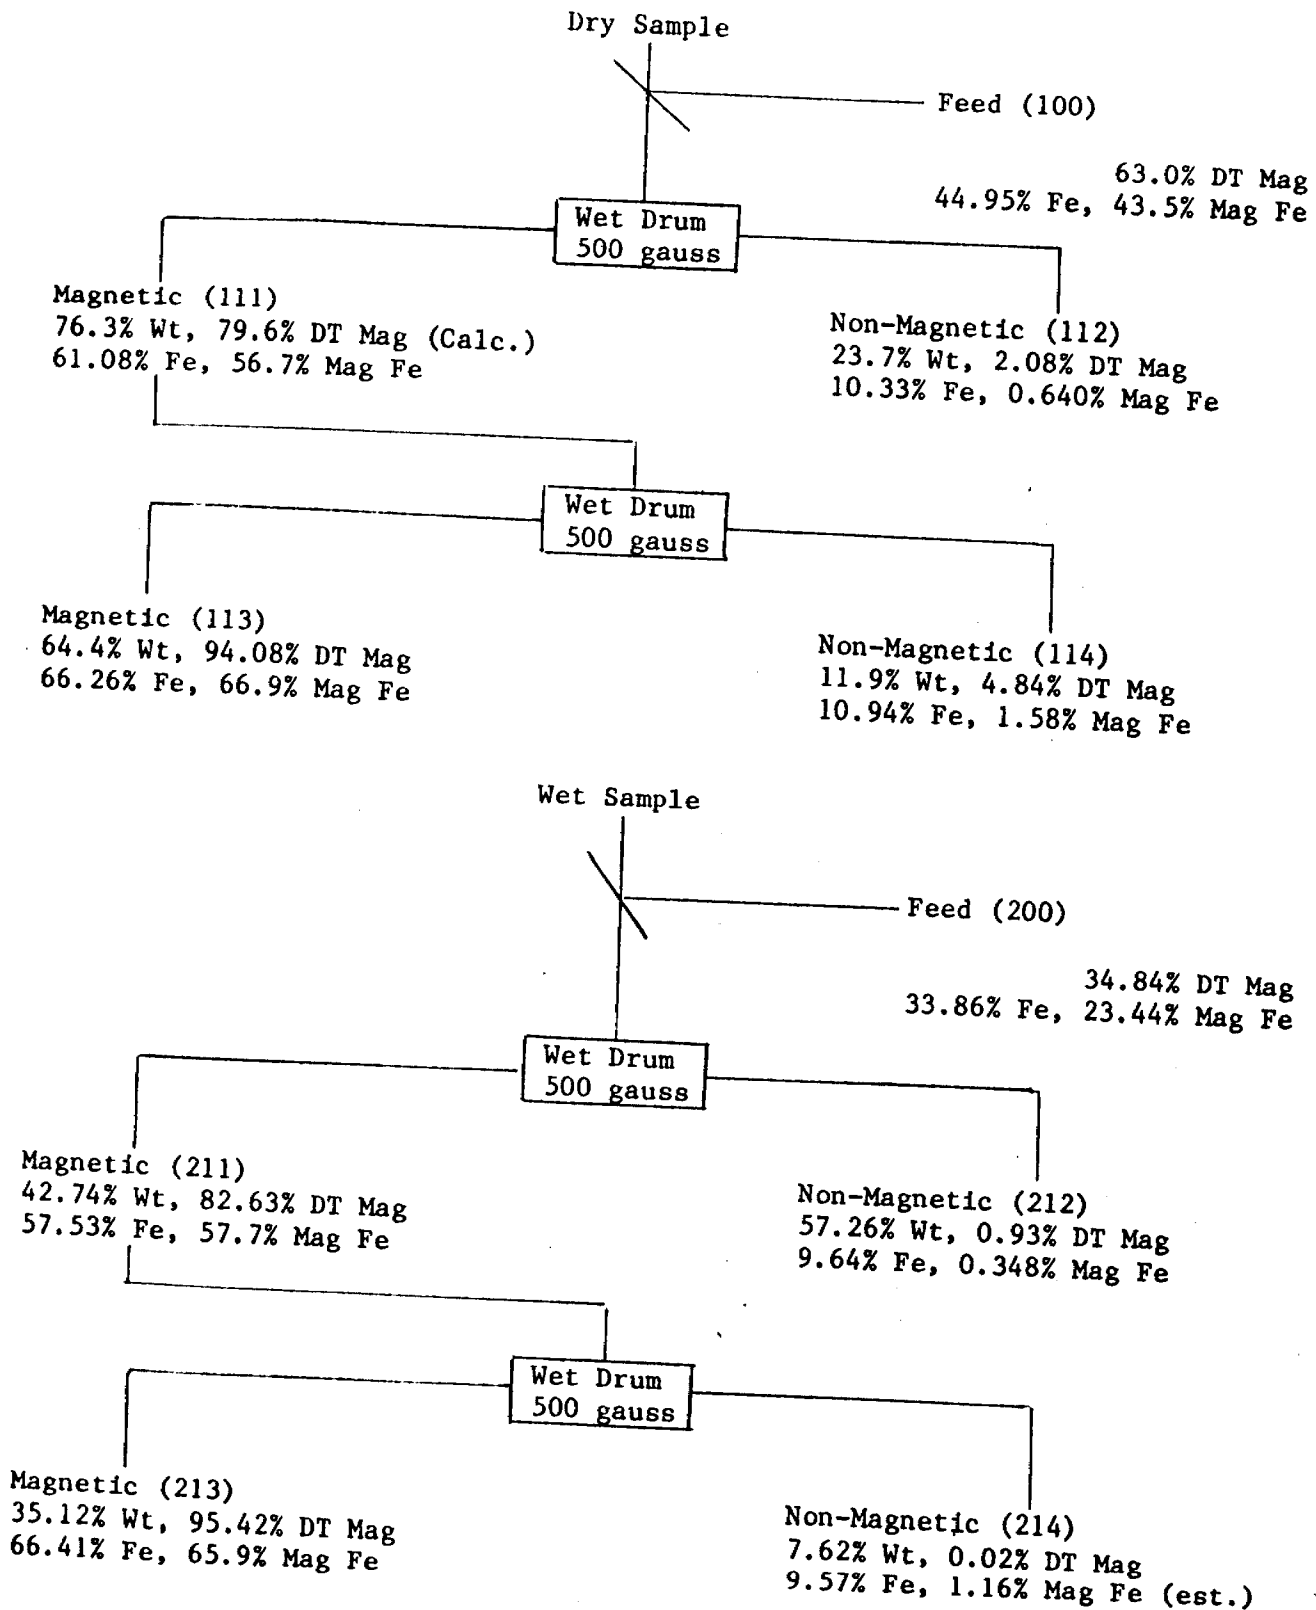 Dry Sample
Feed (100)
63.0% DT Mag
44.95% Fe, 43.5% Mag Fe
Wet Drum
500 gauss
Magnetic (111)
76.3% Wt, 79.6% DT Mag (Calc.)
61.08% Fe, 56.7% Mag Fe
Non-Magnetic (112)
23.7% Wt, 2.08% DT Mag
10.33% Fe, 0.640% Mag Fe
Wet Drum
500 gauss
Magnetic (113)
64.4% Wt, 94.08% DT Mag
66.26% Fe, 66.9% Mag Fe
Non-Magnetic (114)
11.9% Wt, 4.84% DT Mag
10.94% Fe, 1.58% Mag Fe
Wet Sample
Feed (200)
34.84% DT Mag
33.86% Fe, 23.44% Mag Fe
Wet Drum
500 gauss
Magnetic (211)
42.74% Wt, 82.63% DT Mag
57.53% Fe, 57.7% Mag Fe
Non-Magnetic (212)
57.26% Wt, 0.93% DT Mag
9.64% Fe, 0.348% Mag Fe
Wet Drum
500 gauss
Magnetic (213)
35.12% Wt, 95.42% DT Mag
66.41% Fe, 65.9% Mag Fe
Non-Magnetic (214)
7.62% Wt, 0.02% DT Mag
9.57% Fe, 1.16% Mag Fe (est.)